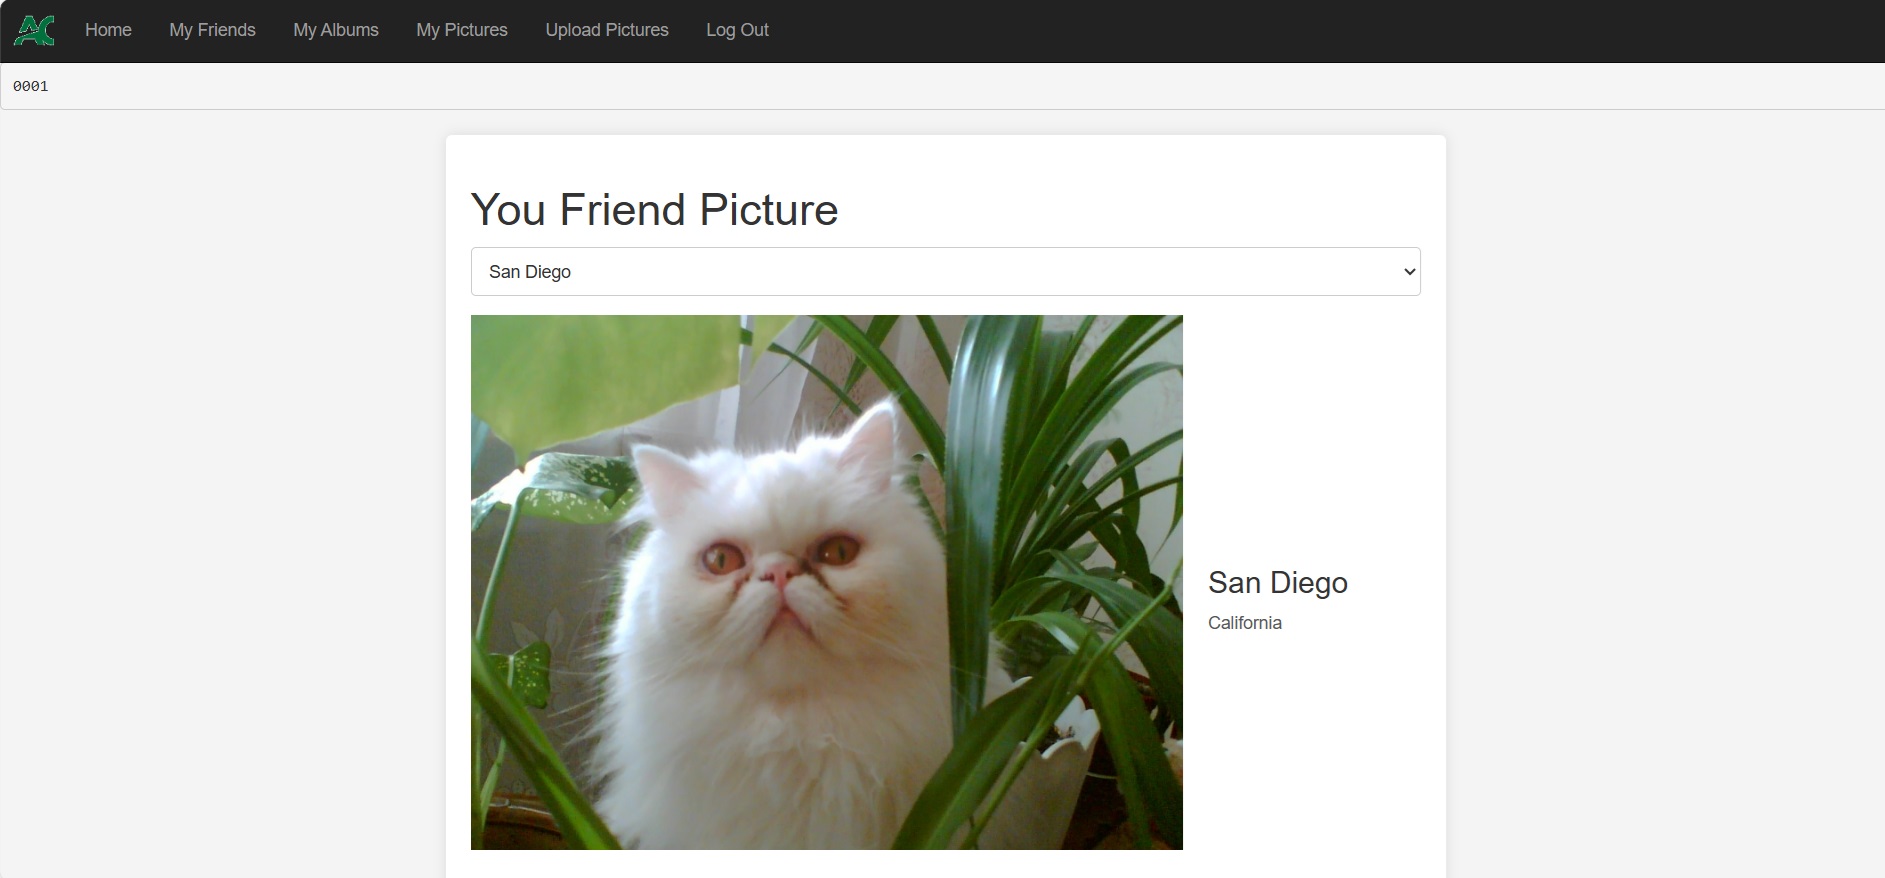 AC
Home My Friends My Albums My Pictures Upload Pictures Log Out
0001
You Friend Picture
San Diego
San Diego
California